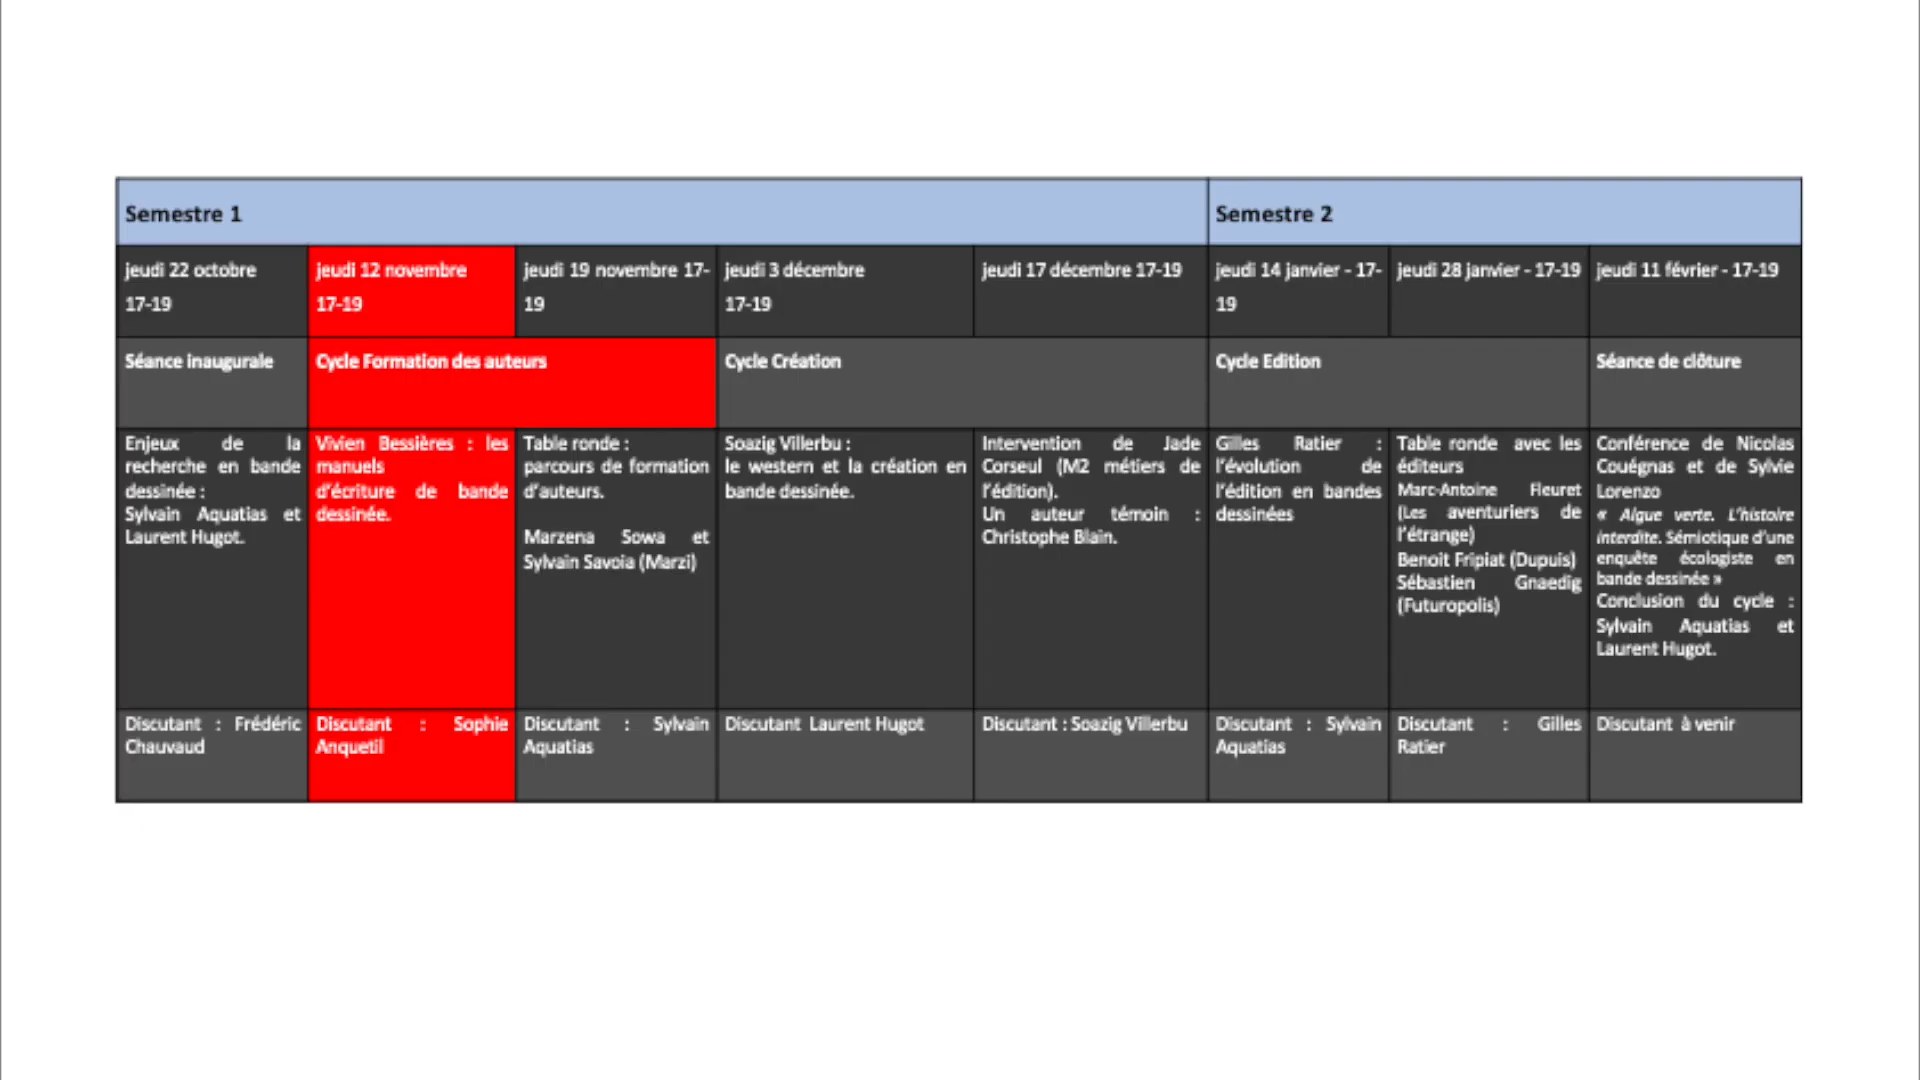 Semestre 1
Semestre 2
jeudi 22 octobre
17-19
jeudi 12 novembre
17-19
jeudi 19 novembre 17-
19
jeudi 3 décembre
17-19
jeudi 17 décembre 17-19
jeudi 14 janvier - 17-
19
jeudi 28 janvier - 17-19
jeudi 11 février - 17-19
Séance inaugurale
Cycle Formation des auteurs
Cycle Création
Cycle Edition
Séance de clôture
Enjeux de la
recherche en bande
dessinée :
Sylvain Aquatias et
Laurent Hugot.
Vivien Bessières : les
manuels
d’écriture de bande
dessinée.
Table ronde :
parcours de formation
d’auteurs.
Marzena Sowa et
Sylvain Savoia (Marzi)
Soazig Villerbu :
le western et la création en
bande dessinée.
Intervention de Jade
Corseul (M2 métiers de
l’édition).
Un auteur témoin :
Christophe Blain.
Gilles Ratier :
l’évolution de
l’édition en bandes
dessinées
Table ronde avec les
éditeurs
Marc-Antoine Fleuret
(Les aventuriers de
l’étrange)
Benoit Fripiat (Dupuis)
Sébastien Gnaedig
(Futuropolis)
Conférence de Nicolas
Couégnas et de Sylvie
Lorenzo
« Algue verte. L’histoire
interdite. Sémiotique d’une
enquête écologiste en
bande dessinée »
Conclusion du cycle :
Sylvain Aquatias et
Laurent Hugot.
Discutant : Frédéric
Chauvaud
Discutant : Sophie
Anquetil
Discutant : Sylvain
Aquatias
Discutant Laurent Hugot
Discutant : Soazig Villerbu
Discutant : Sylvain
Aquatias
Discutant : Gilles
Ratier
Discutant à venir